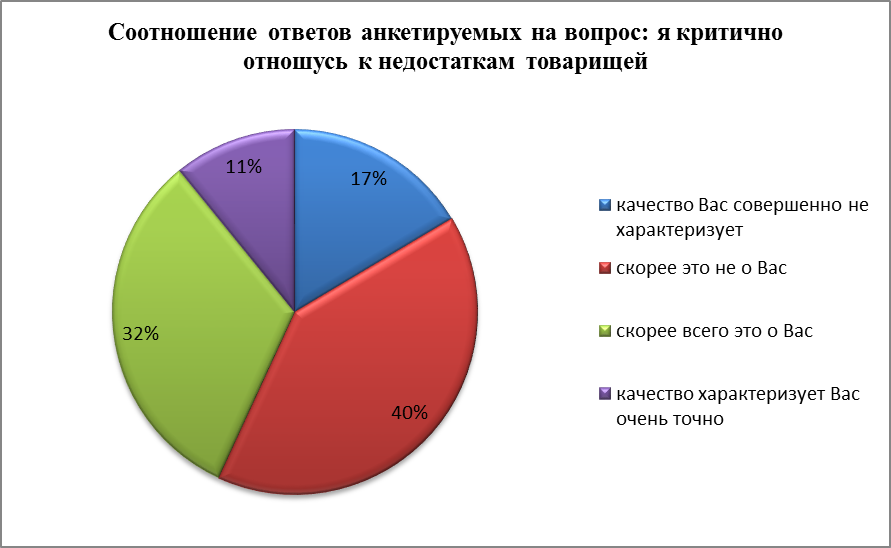 Соотношение ответов анкетируемых на вопрос: я критично
отношусь к недостаткам товарищей
11%
17%
32%
40%
качество Вас совершенно не
характеризует
скорее это не о Вас
скорее всего это о Вас
качество характеризует Вас
очень точно